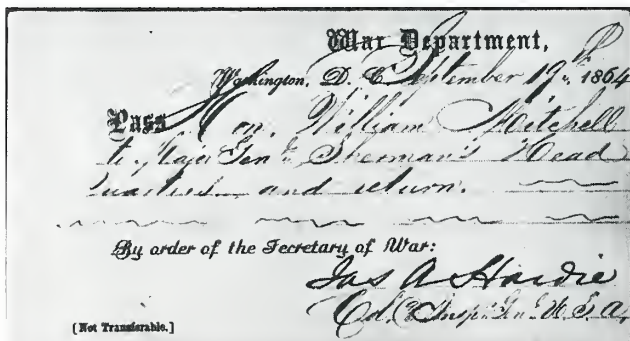 War Department,
Washington, D. C. September 19th 1864
Pass Hon. William Mitchell
to Major Genl Sherman's Head
Quarters and return.
By order of the Secretary of War:
Jas A Hardie
Col. & Insp. Gen. U.S.A.
[Not Transferable.]